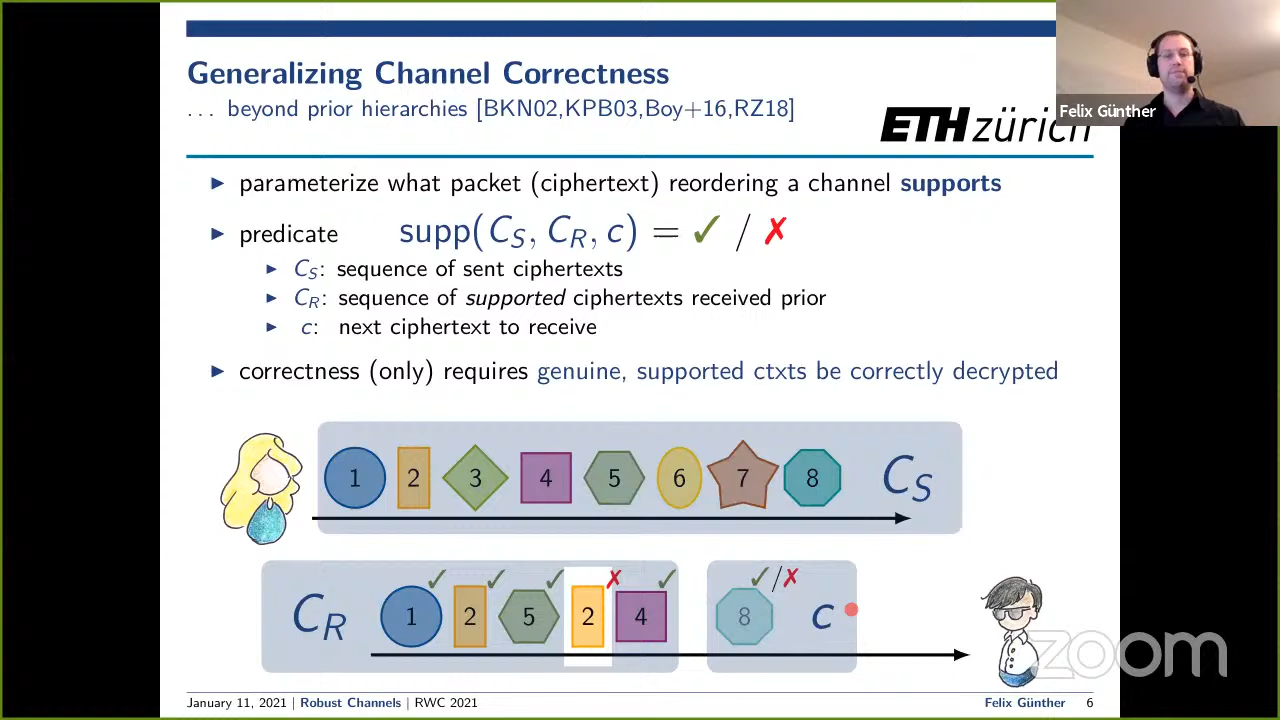 Generalizing Channel Correctness
... beyond prior hierarchies [BKN02,KPB03,Boy+16,RZ18]
ETH zürich
Felix Günther
▶ parameterize what packet (ciphertext) reordering a channel supports
▶ predicate supp(C_S, C_R, c) = ✓ / ✗
▶ C_S: sequence of sent ciphertexts
▶ C_R: sequence of supported ciphertexts received prior
▶ c: next ciphertext to receive
▶ correctness (only) requires genuine, supported ctxts be correctly decrypted
1 2 3 4 5 6 7 8 C_S
✓ ✓ ✓ ✗ ✓ ✓/✗
C_R 1 2 5 2 4 8 c
zoom
January 11, 2021 | Robust Channels | RWC 2021
Felix Günther 6